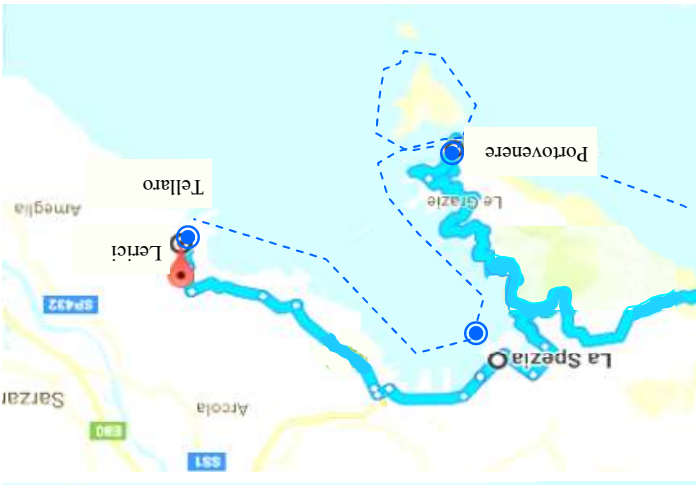 SS1
E80
Arcola
Sarzan
La Spezia
SP432
Lerici
Ameglia
Le Grazie
Tellaro
Portovenere